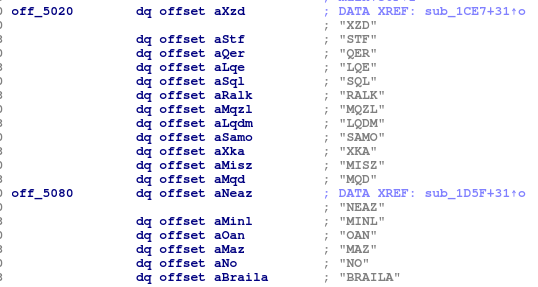 off_5020 dq offset aXzd ; DATA XREF: sub_1CE7+31↑o
; "XZD"
dq offset aStf ; "STF"
dq offset aQer ; "QER"
dq offset aLqe ; "LQE"
dq offset aSql ; "SQL"
dq offset aRalk ; "RALK"
dq offset aMqzl ; "MQZL"
dq offset aLqdm ; "LQDM"
dq offset aSamo ; "SAMO"
dq offset aXka ; "XKA"
dq offset aMisz ; "MISZ"
dq offset aMqd ; "MQD"
off_5080 dq offset aNeaz ; DATA XREF: sub_1D5F+31↑o
; "NEAZ"
dq offset aMinl ; "MINL"
dq offset aOan ; "OAN"
dq offset aMaz ; "MAZ"
dq offset aNo ; "NO"
dq offset aBraila ; "BRAILA"